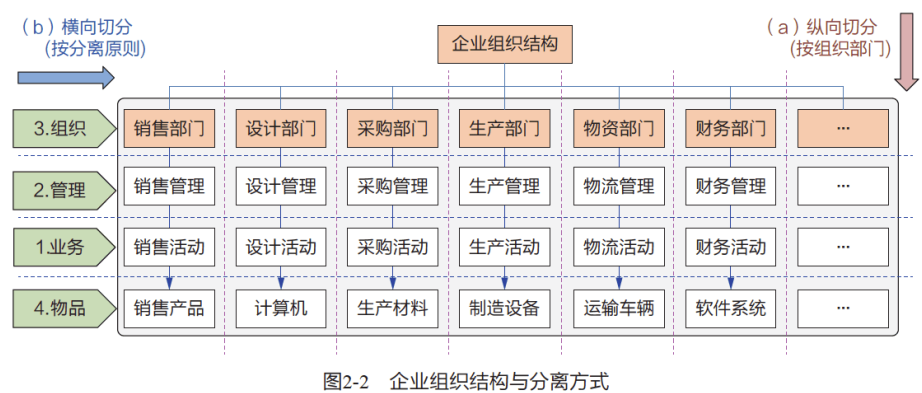 (b) 横向切分
(按分离原则)
企业组织结构
(a) 纵向切分
(按组织部门)
3.组织
销售部门
设计部门
采购部门
生产部门
物资部门
财务部门
...
2.管理
销售管理
设计管理
采购管理
生产管理
物流管理
财务管理
...
1.业务
销售活动
设计活动
采购活动
生产活动
物流活动
财务活动
...
4.物品
销售产品
计算机
生产材料
制造设备
运输车辆
软件系统
...
图2-2 企业组织结构与分离方式